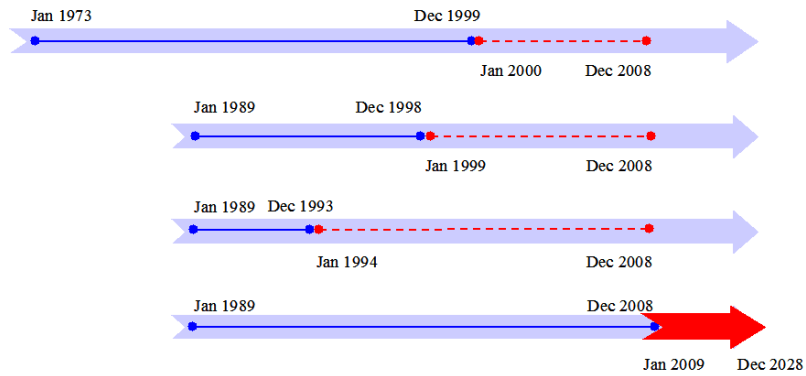 Jan 1973 Dec 1999
Jan 2000 Dec 2008
Jan 1989 Dec 1998
Jan 1999 Dec 2008
Jan 1989 Dec 1993
Jan 1994 Dec 2008
Jan 1989 Dec 2008
Jan 2009 Dec 2028